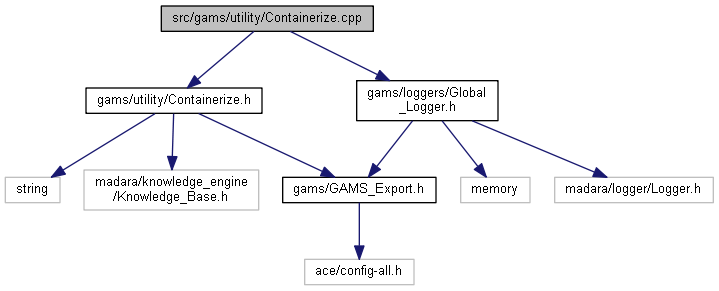 src/gams/utility/Containerize.cpp
gams/utility/Containerize.h
gams/loggers/Global
_Logger.h
string
madara/knowledge_engine
/Knowledge_Base.h
gams/GAMS_Export.h
memory
madara/logger/Logger.h
ace/config-all.h